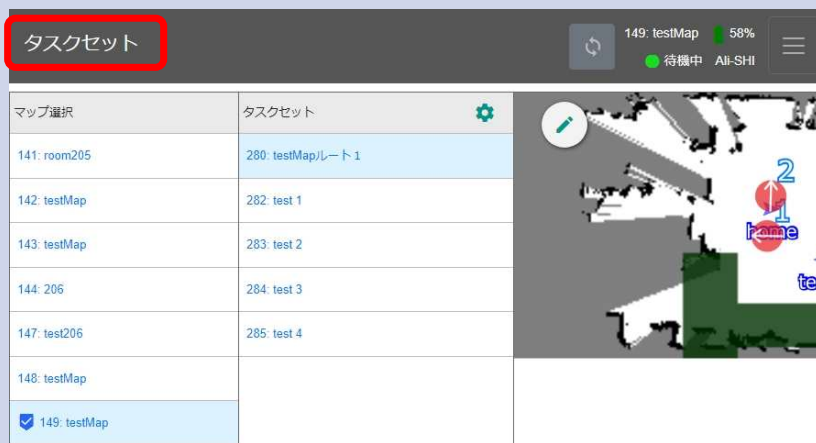 タスクセット
149: testMap 58%
待機中 Ali-SHI
マップ選択
タスクセット
141: room205
280: testMapルート1
142: testMap
282: test 1
143: testMap
283: test 2
144: 206
284: test 3
147: test206
285: test 4
148: testMap
149: testMap
2
1
home
te